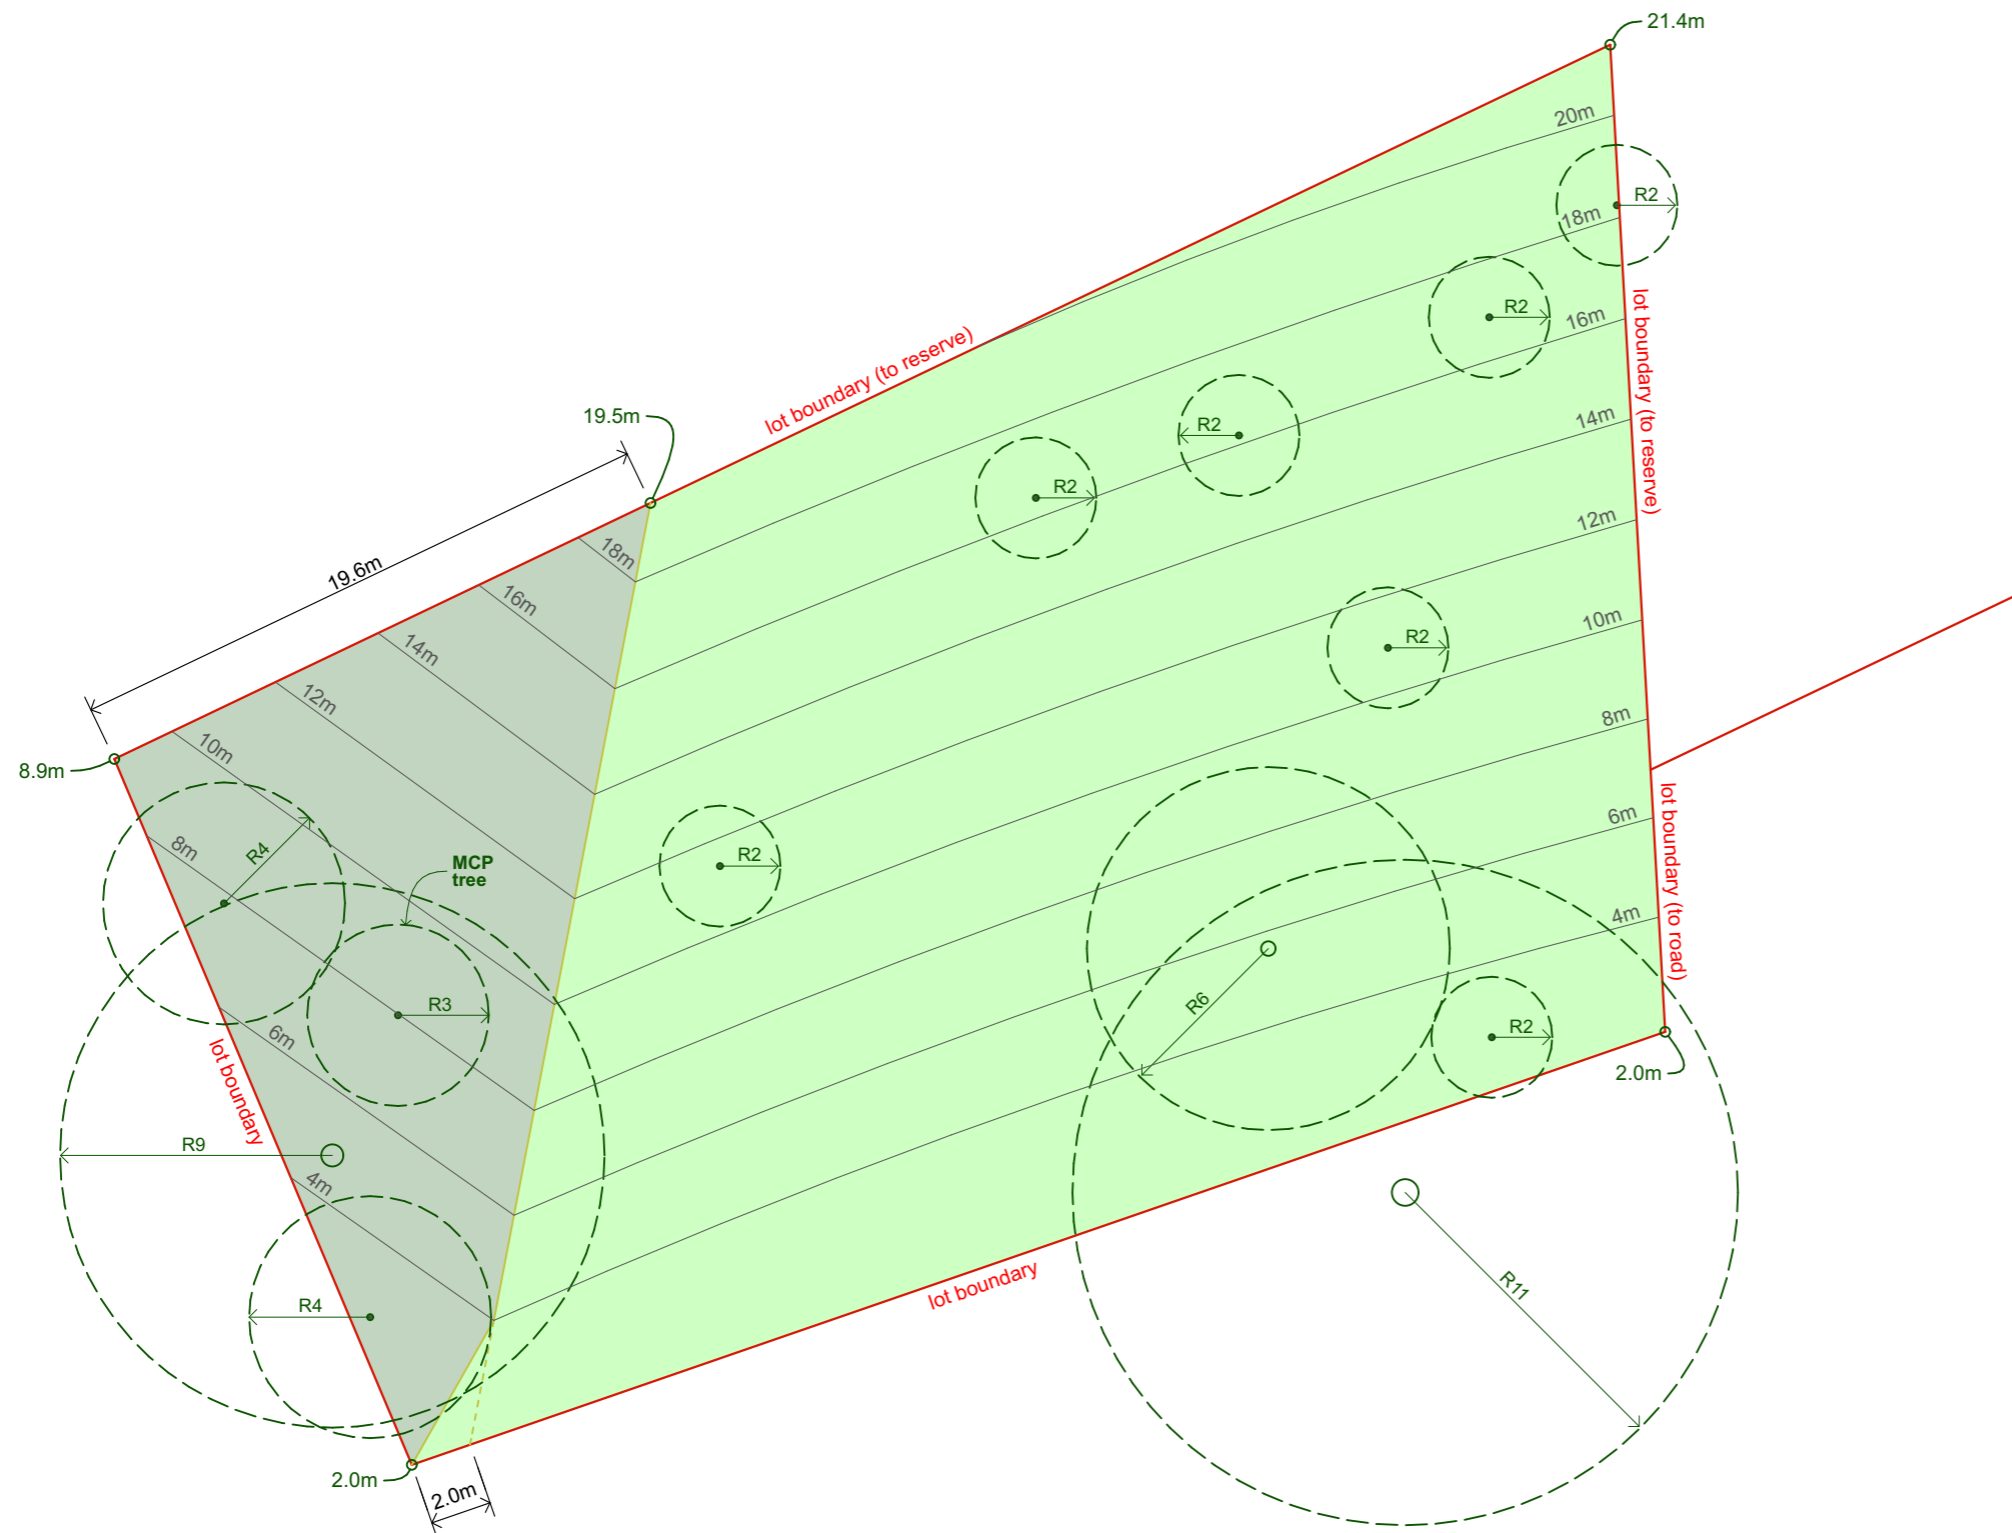 21.4m
20m
R2
18m
R2
16m
lot boundary (to reserve)
lot boundary (to reserve)
19.5m
R2
14m
R2
12m
18m
19.6m
16m
10m
14m
R2
12m
8m
10m
8.9m
6m
lot boundary (to road)
8m
R4
MCP
tree
R2
4m
R3
R6
6m
R2
lot boundary
2.0m
R9
4m
lot boundary
R11
R4
2.0m
2.0m